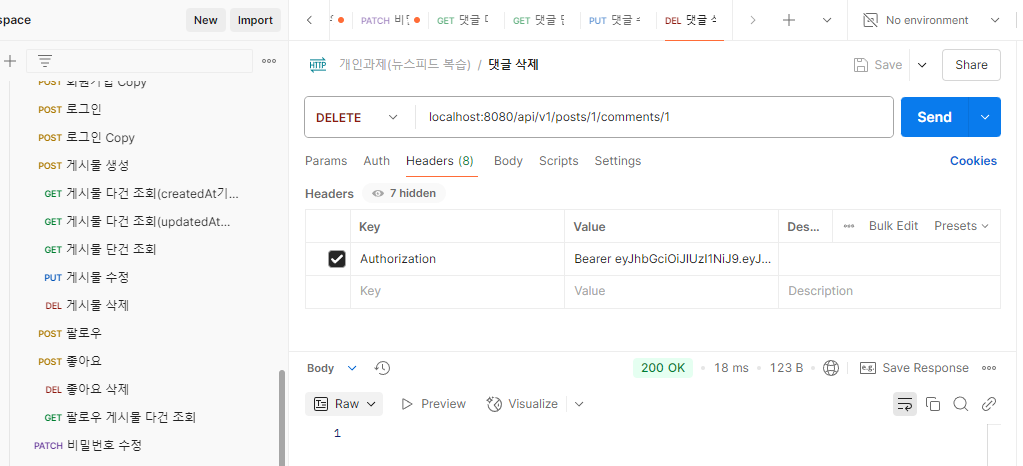 space
New
Import
POST 회원가입 Copy
POST 로그인
POST 로그인 Copy
POST 게시물 생성
GET 게시물 다건 조회(createdAt기...
GET 게시물 다건 조회(updatedAt...
GET 게시물 단건 조회
PUT 게시물 수정
DEL 게시물 삭제
POST 팔로우
POST 좋아요
DEL 좋아요 삭제
GET 팔로우 게시물 다건 조회
PATCH 비밀번호 수정
PATCH
GET 댓글
GET 댓글
PUT 댓글
DEL 댓글
No environment
HTTP 개인과제(뉴스피드 복습) / 댓글 삭제
Save
Share
DELETE
localhost:8080/api/v1/posts/1/comments/1
Send
Params Auth Headers (8) Body Scripts Settings
Cookies
Headers 7 hidden
Key Value Des... Bulk Edit Presets
Authorization Bearer eyJhbGciOiJIUzI1NiJ9.eyJ...
Key Value Description
Body 200 OK 18 ms 123 B e.g. Save Response
Raw Preview Visualize
1